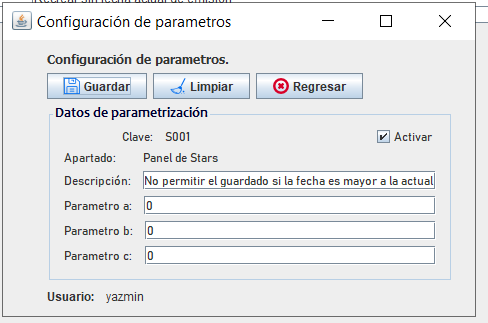 Configuración de parametros
Configuración de parametros.
Guardar Limpiar Regresar
Datos de parametrización
Clave: S001 Activar
Apartado: Panel de Stars
Descripción: No permitir el guardado si la fecha es mayor a la actual
Parametro a: 0
Parametro b: 0
Parametro c: 0
Usuario: yazmin